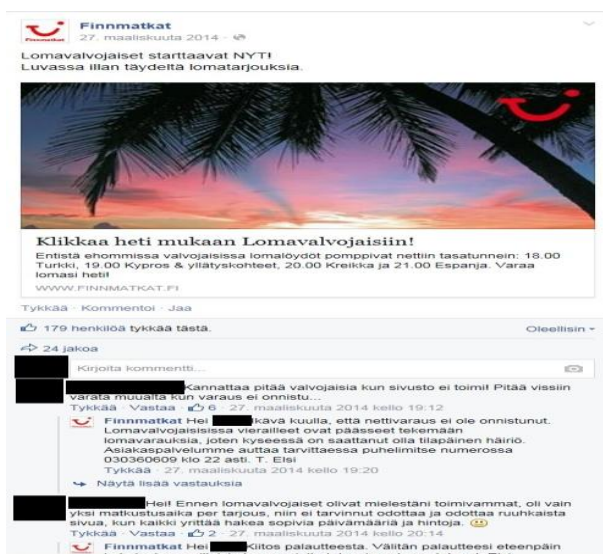 Finnmatkat
Finnmatkat
27. maaliskuuta 2014
Lomavalvojaiset starttaavat NYT!
Luvassa illan täydeltä lomatarjouksia.
Klikkaa heti mukaan Lomavalvojaisiin!
Entistä ehommissa valvojaisissa lomalöydöt pomppivat nettiin tasatunnein: 18.00
Turkki, 19.00 Kypros & yllätyskohteet, 20.00 Kreikka ja 21.00 Espanja. Varaa
lomasi heti!
WWW.FINNMATKAT.FI
Tykkää · Kommentoi · Jaa
179 henkilöä tykkää tästä.
Oleellisin
24 jakoa
Kirjoita kommentti...
Kannattaa pitää valvojaisia kun sivusto ei toimi! Pitää vissiin
varata muualta kun varaus ei onnistu...
Tykkää · Vastaa · 6 · 27. maaliskuuta 2014 kello 19:12
Finnmatkat Hei ikävä kuulla, että nettivaraus ei ole onnistunut.
Lomavalvojaisissa vierailleet ovat päässeet tekemään
lomavarauksia, joten kyseessä on saattanut olla tilapäinen häiriö.
Asiakaspalvelumme auttaa tarvittaessa puhelimitse numerossa
030360609 klo 22 asti. T. Elsi
Tykkää · 27. maaliskuuta 2014 kello 19:20
Näytä lisää vastauksia
Hei! Ennen lomavalvojaiset olivat mielestäni toimivammat, oli vain
yksi matkustusaika per tarjous, niin ei tarvinnut odottaa ja odottaa ruuhkaista
sivua, kun kaikki yrittää hakea sopivia päivämääriä ja hintoja.
Tykkää · Vastaa · 2 · 27. maaliskuuta 2014 kello 20:14
Finnmatkat Hei Kiitos palautteesta. Välitän palautteesi eteenpäin